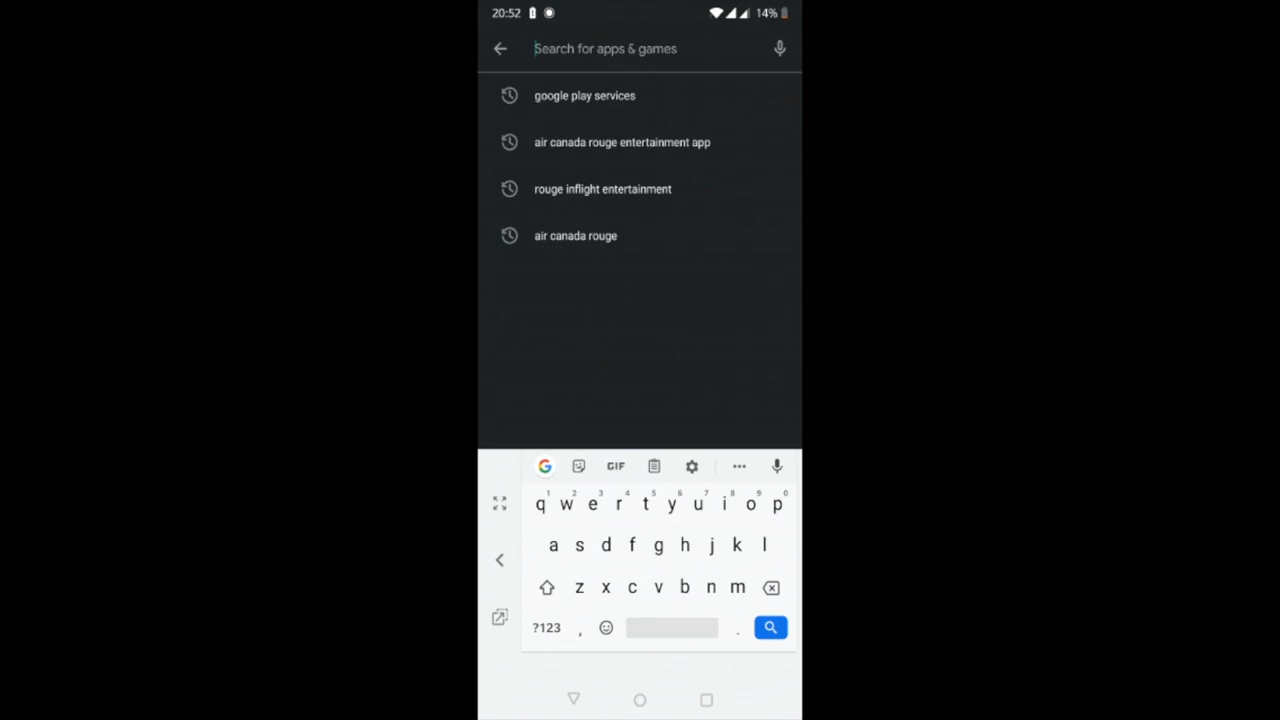 20:52 14%
Search for apps & games
google play services
air canada rouge entertainment app
rouge inflight entertainment
air canada rouge
G GIF
1 2 3 4 5 6 7 8 9 0
q w e r t y u i o p
a s d f g h j k l
z x c v b n m
?123 , .